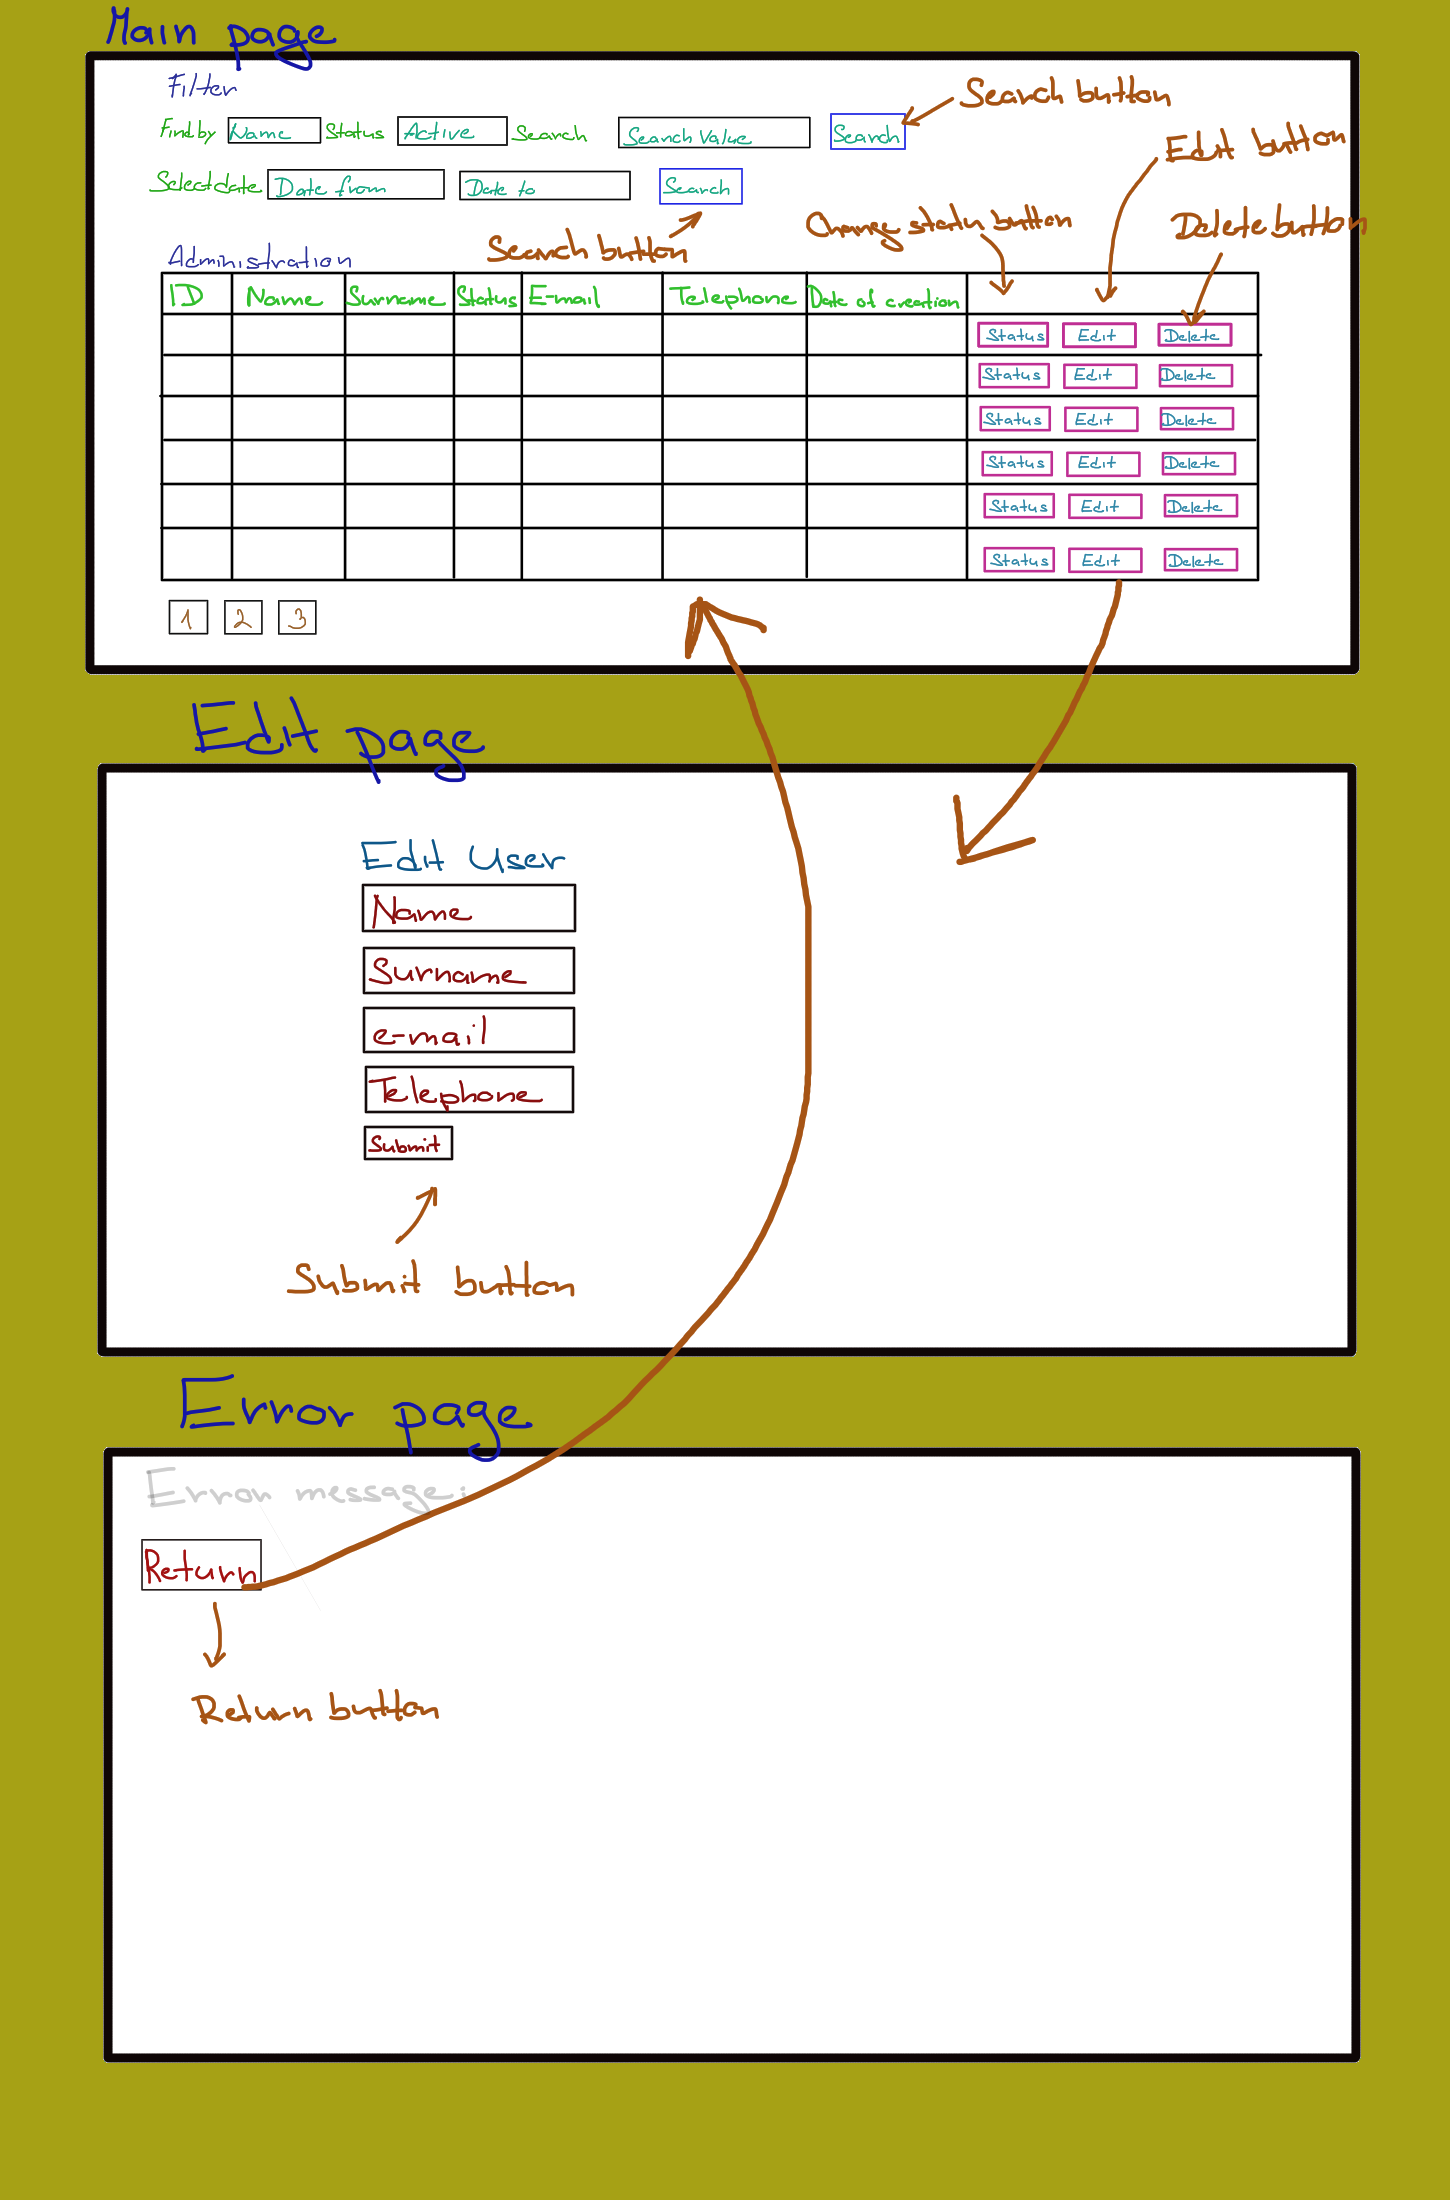 Main page
Filter
Search button
Find by Name Status Active Search Search Value Search
Edit button
Select date Date from Date to Search
Change status button
Delete button
Search button
Administration
ID Name Surname Status E-mail Telephone Date of creation
Status Edit Delete
Status Edit Delete
Status Edit Delete
Status Edit Delete
Status Edit Delete
Status Edit Delete
1 2 3
Edit page
Edit User
Name
Surname
e-mail
Telephone
Submit
Submit button
Error page
Error message:
Return
Return button